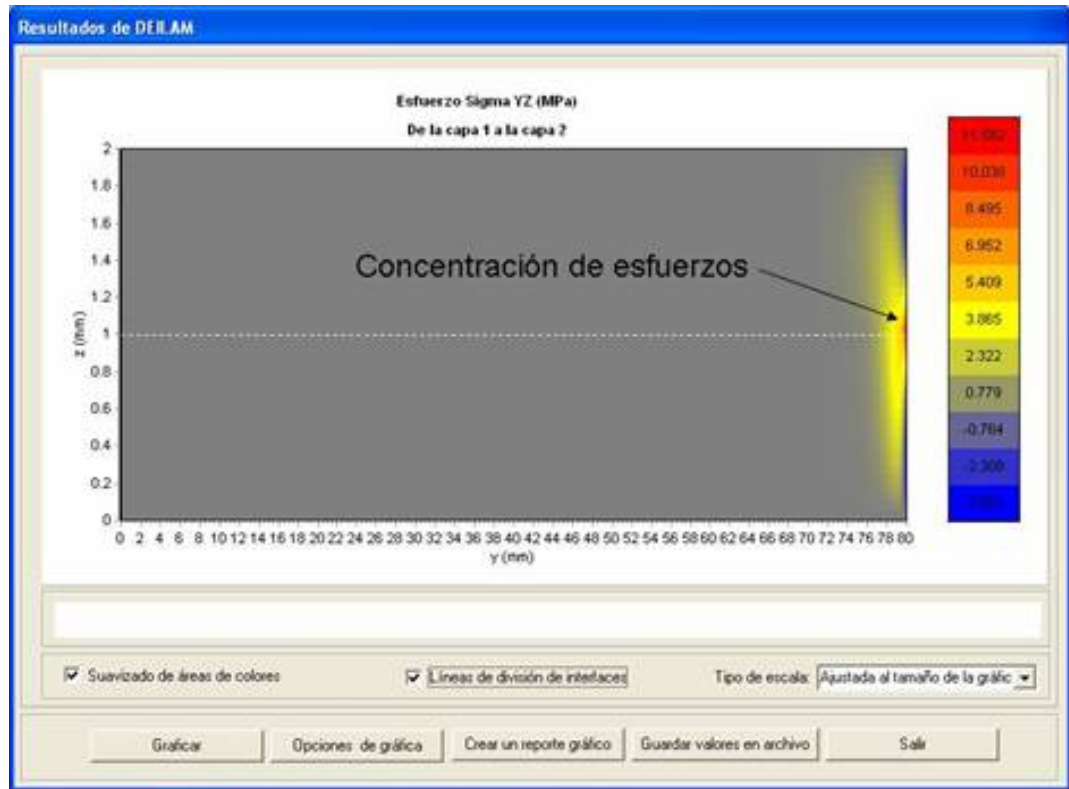 Resultados de DEILAM
Esfuerzo Sigma YZ (MPa)
De la capa 1 a la capa 2
2
1.8
1.6
1.4
1.2
1
0.8
0.6
0.4
0.2
0
z (mm)
Concentración de esfuerzos
0 2 4 6 8 10 12 14 16 18 20 22 24 26 28 30 32 34 36 38 40 42 44 46 48 50 52 54 56 58 60 62 64 66 68 70 72 74 76 78 80
y (mm)
10.038
8.495
6.952
5.409
3.865
2.322
0.779
-0.764
Suavizado de áreas de colores
Líneas de división de interfaces
Tipo de escala: Ajustada al tamaño de la gráfic
Graficar
Opciones de gráfica
Crear un reporte gráfico
Guardar valores en archivo
Salir